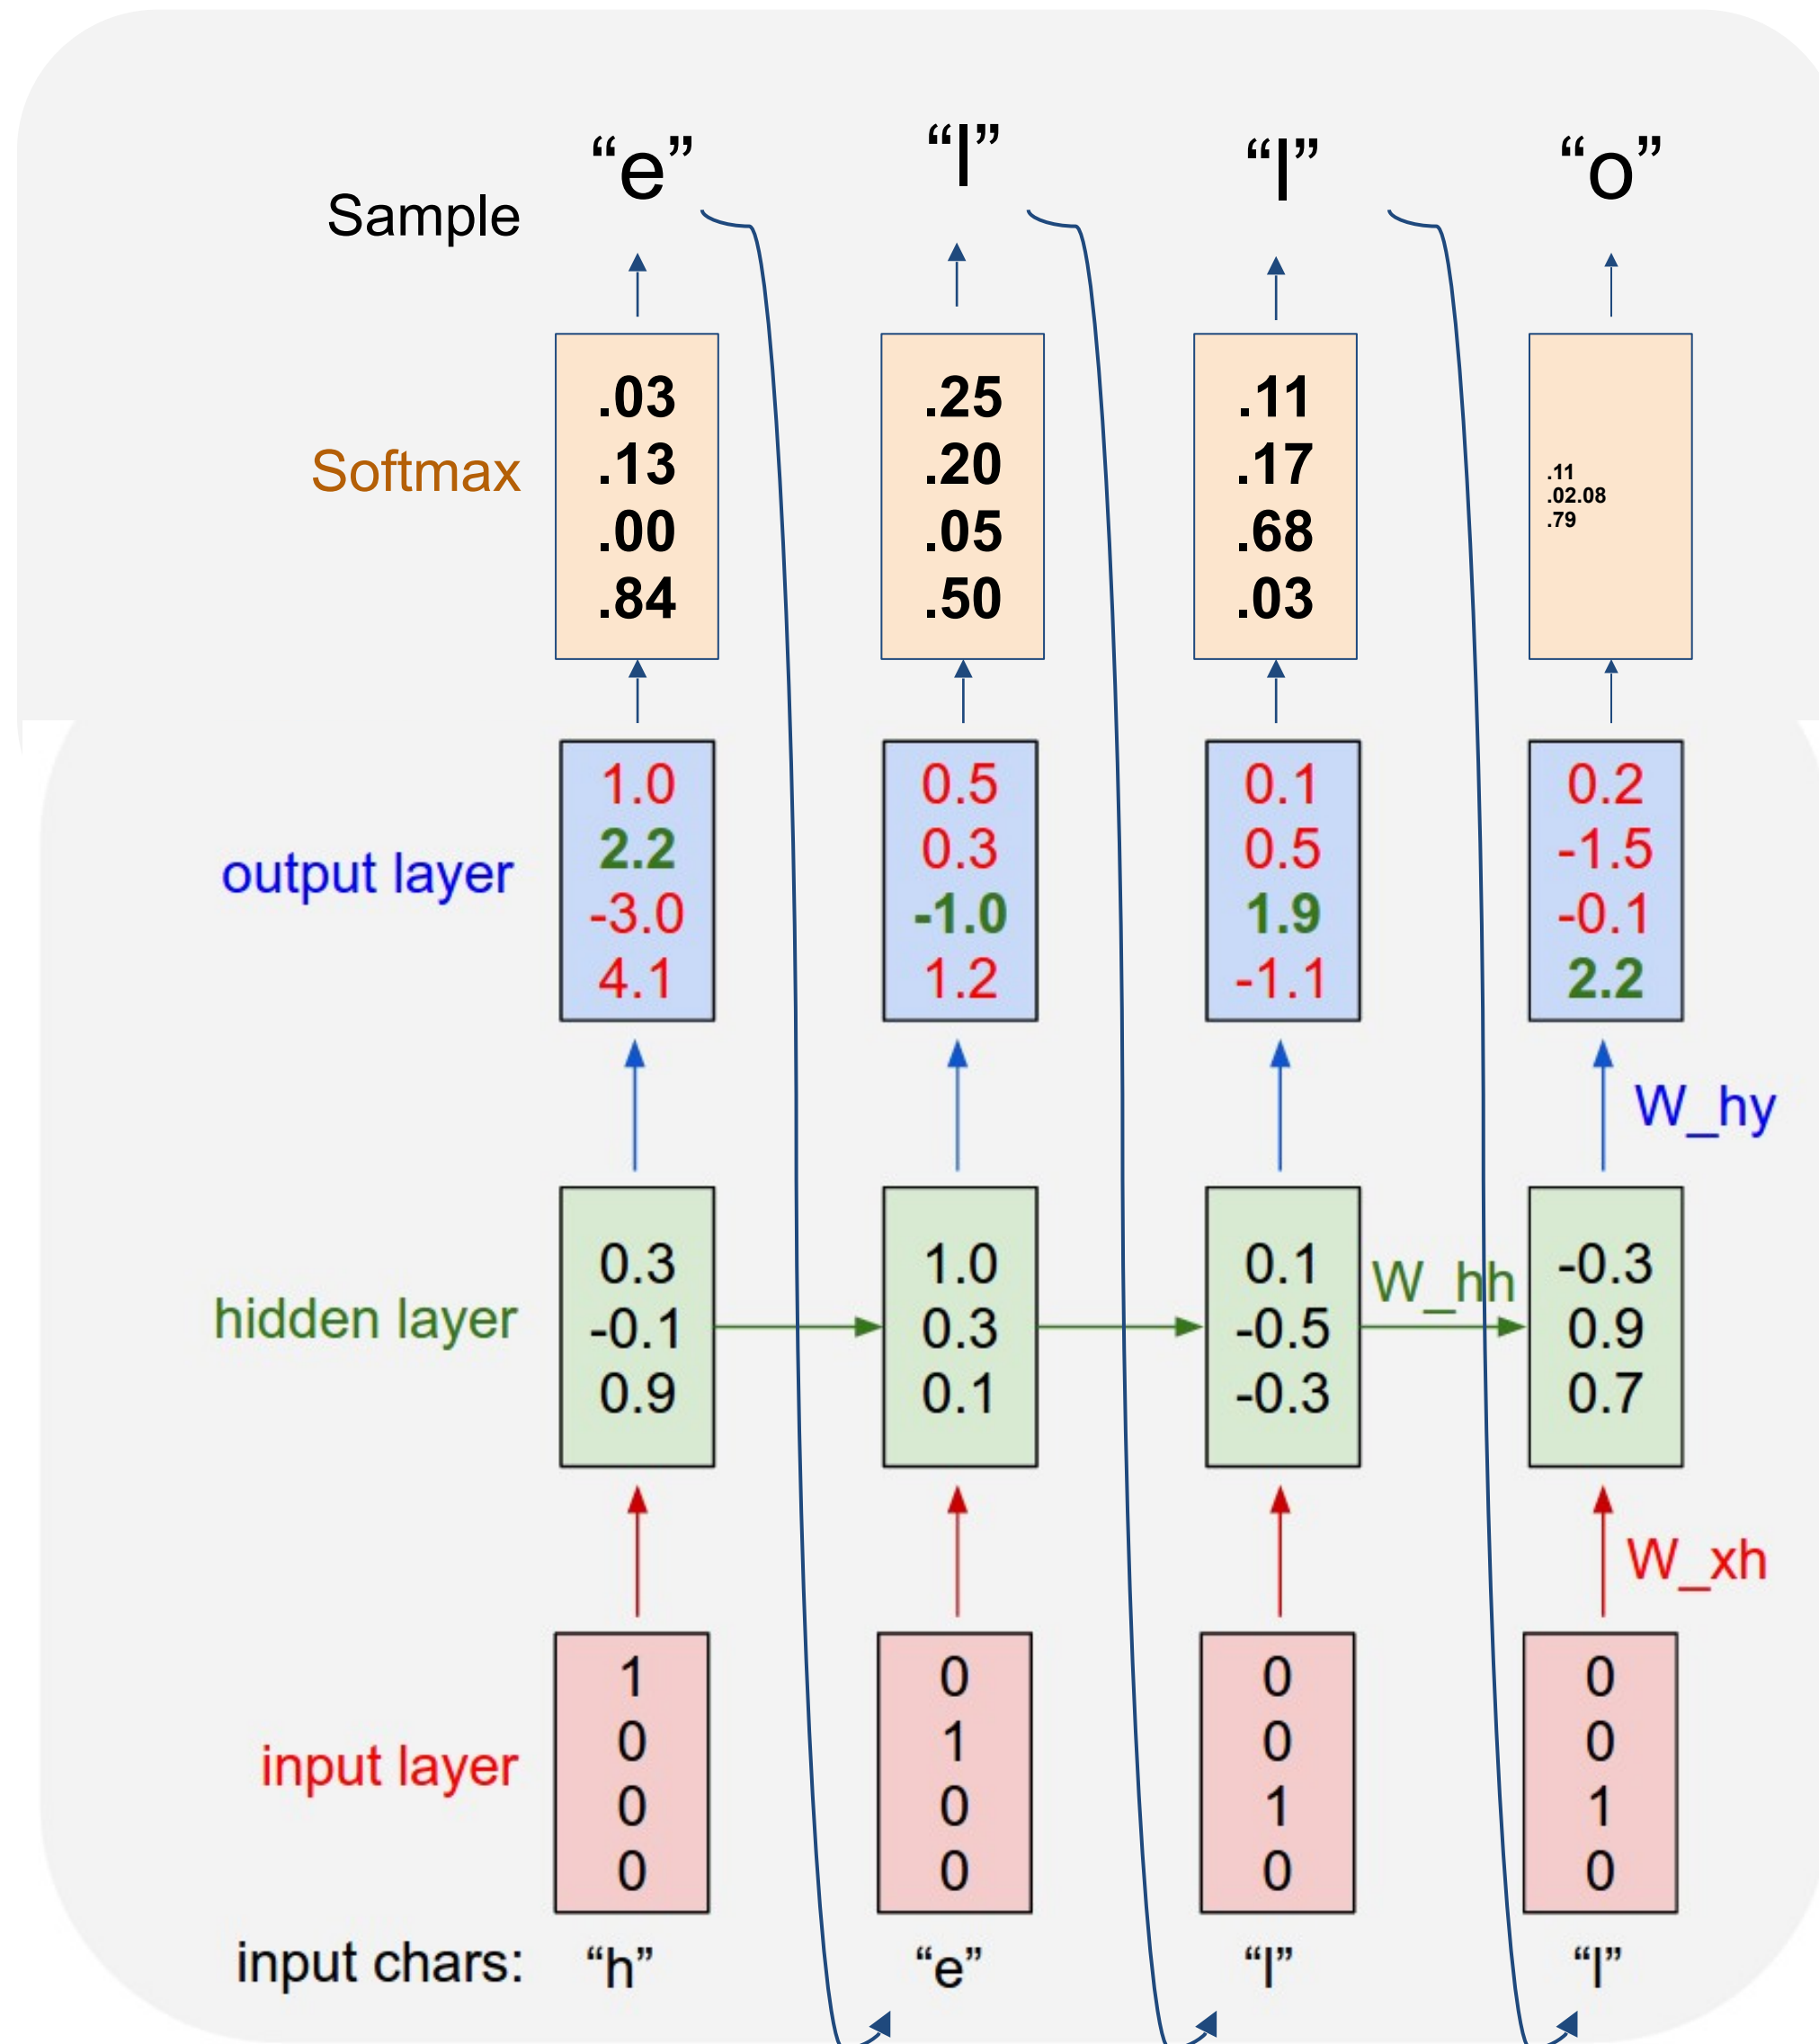 “e” “l” “l” “o”
Sample
Softmax
.03 .25 .11 .11
.13 .20 .17 .02.08
.00 .05 .68 .79
.84 .50 .03
output layer
1.0 0.5 0.1 0.2
2.2 0.3 0.5 -1.5
-3.0 -1.0 1.9 -0.1
4.1 1.2 -1.1 2.2
W_hy
hidden layer
0.3 1.0 0.1 -0.3
-0.1 0.3 -0.5 0.9
0.9 0.1 -0.3 0.7
W_hh
W_xh
input layer
1 0 0 0
0 1 0 0
0 0 1 1
0 0 0 0
input chars: “h” “e” “l” “l”